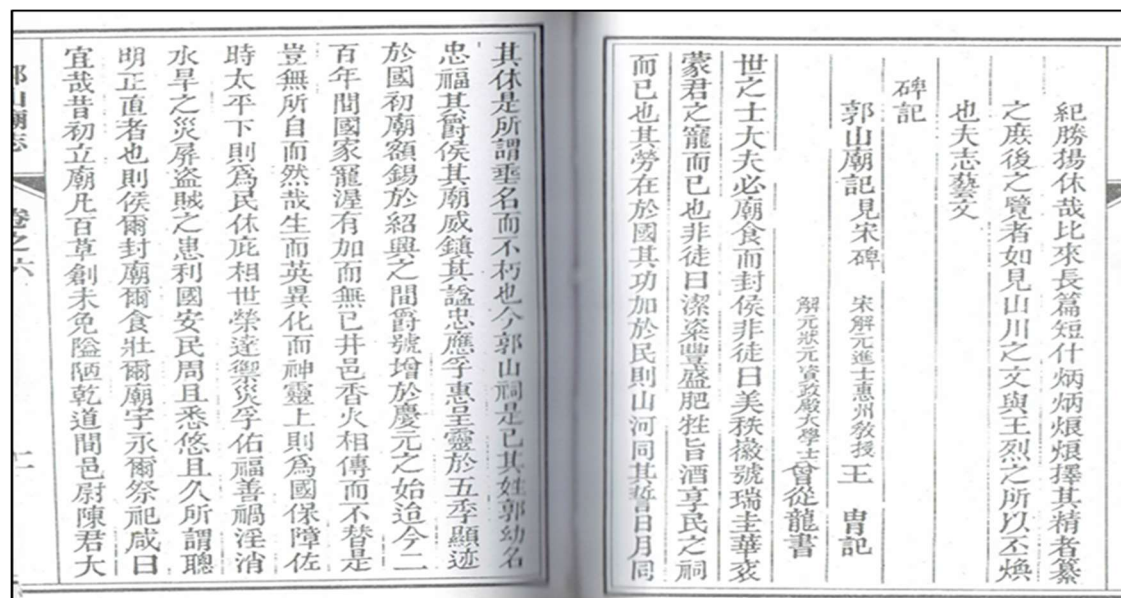 紀勝揚休哉比來長篇短什炳炳烺烺擇其精者纂
之庶後之覽者如見山川之文與王烈之所以丕煥
也夫志藝文
碑記
郭山廟記見宋碑 宋解元進士惠州教授 王 胄記
解元狀元資政殿大學士曾從龍書
世之士大夫必廟食而封侯非徒曰美秩徽號瑞圭華袞
蒙君之寵而已也非徒曰潔粢豐盛肥牲旨酒享民之祠
而已也其勞在於國其功加於民則山河同其誓日月同
其休是所謂垂名而不朽也今郭山祠是已其姓郭幼名
忠福其爵侯其廟威鎮其謚忠應孚惠呈靈於五季顯迹
於國初廟額錫於紹興之間爵號增於慶元之始迨今二
百年間國家寵渥有加而無已井邑香火相傳而不替是
豈無所自而然哉生而英異化而神靈上則為國保障佐
時太平下則為民休庇相世榮達禦災孚佑福善禍淫消
水旱之災屏盜賊之患利國安民周且悉悠且久所謂聰
明正直者也則侯爾封廟爾食壯爾廟宇永爾祭祀咸曰
宜哉昔初立廟凡百草創未免隘陋乾道間邑尉陳君大
郭山廟志 卷之六 二